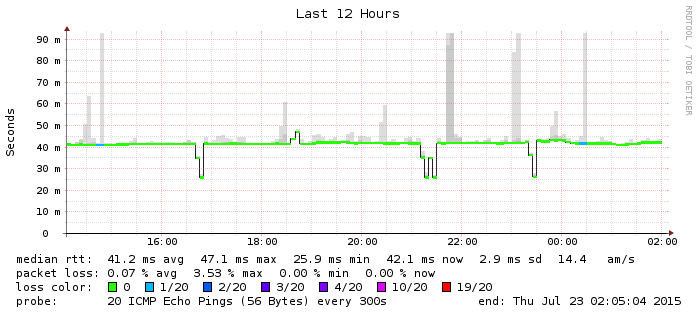 Last 12 Hours
RRDTOOL / TOBI OETIKER
Seconds
90 m
80 m
70 m
60 m
50 m
40 m
30 m
20 m
10 m
0
16:00 18:00 20:00 22:00 00:00 02:00
median rtt: 41.2 ms avg 47.1 ms max 25.9 ms min 42.1 ms now 2.9 ms sd 14.4 am/s
packet loss: 0.07 % avg 3.53 % max 0.00 % min 0.00 % now
loss color: 0 1/20 2/20 3/20 4/20 10/20 19/20
probe: 20 ICMP Echo Pings (56 Bytes) every 300s end: Thu Jul 23 02:05:04 2015